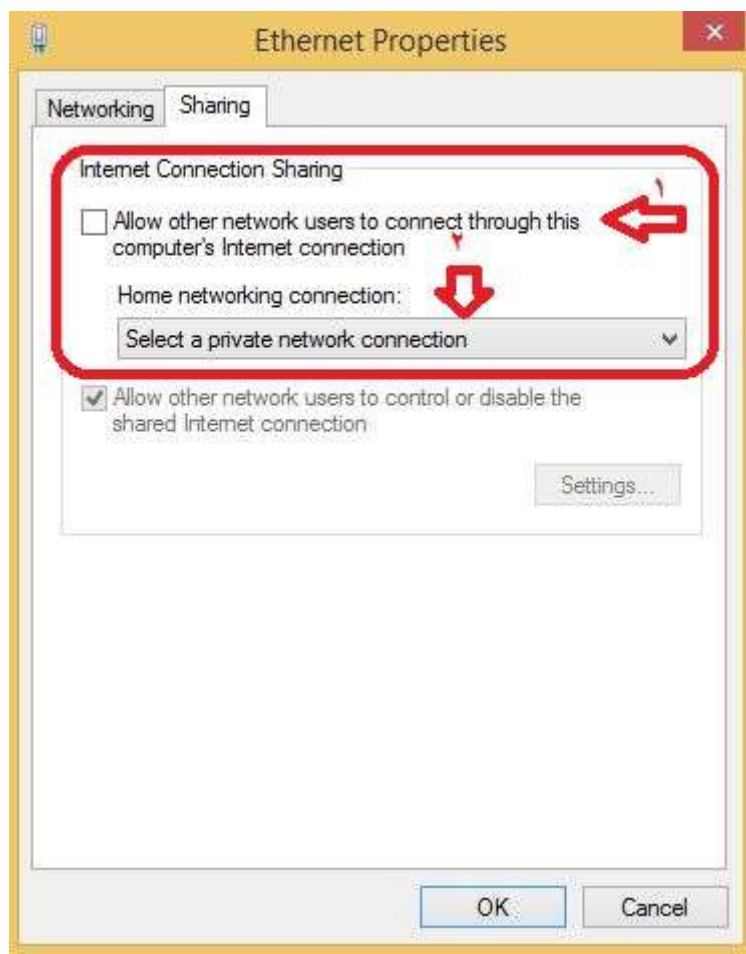 Ethernet Properties
Networking Sharing
Internet Connection Sharing
۱
Allow other network users to connect through this
computer's Internet connection
۲
Home networking connection:
Select a private network connection
Allow other network users to control or disable the
shared Internet connection
Settings...
OK Cancel